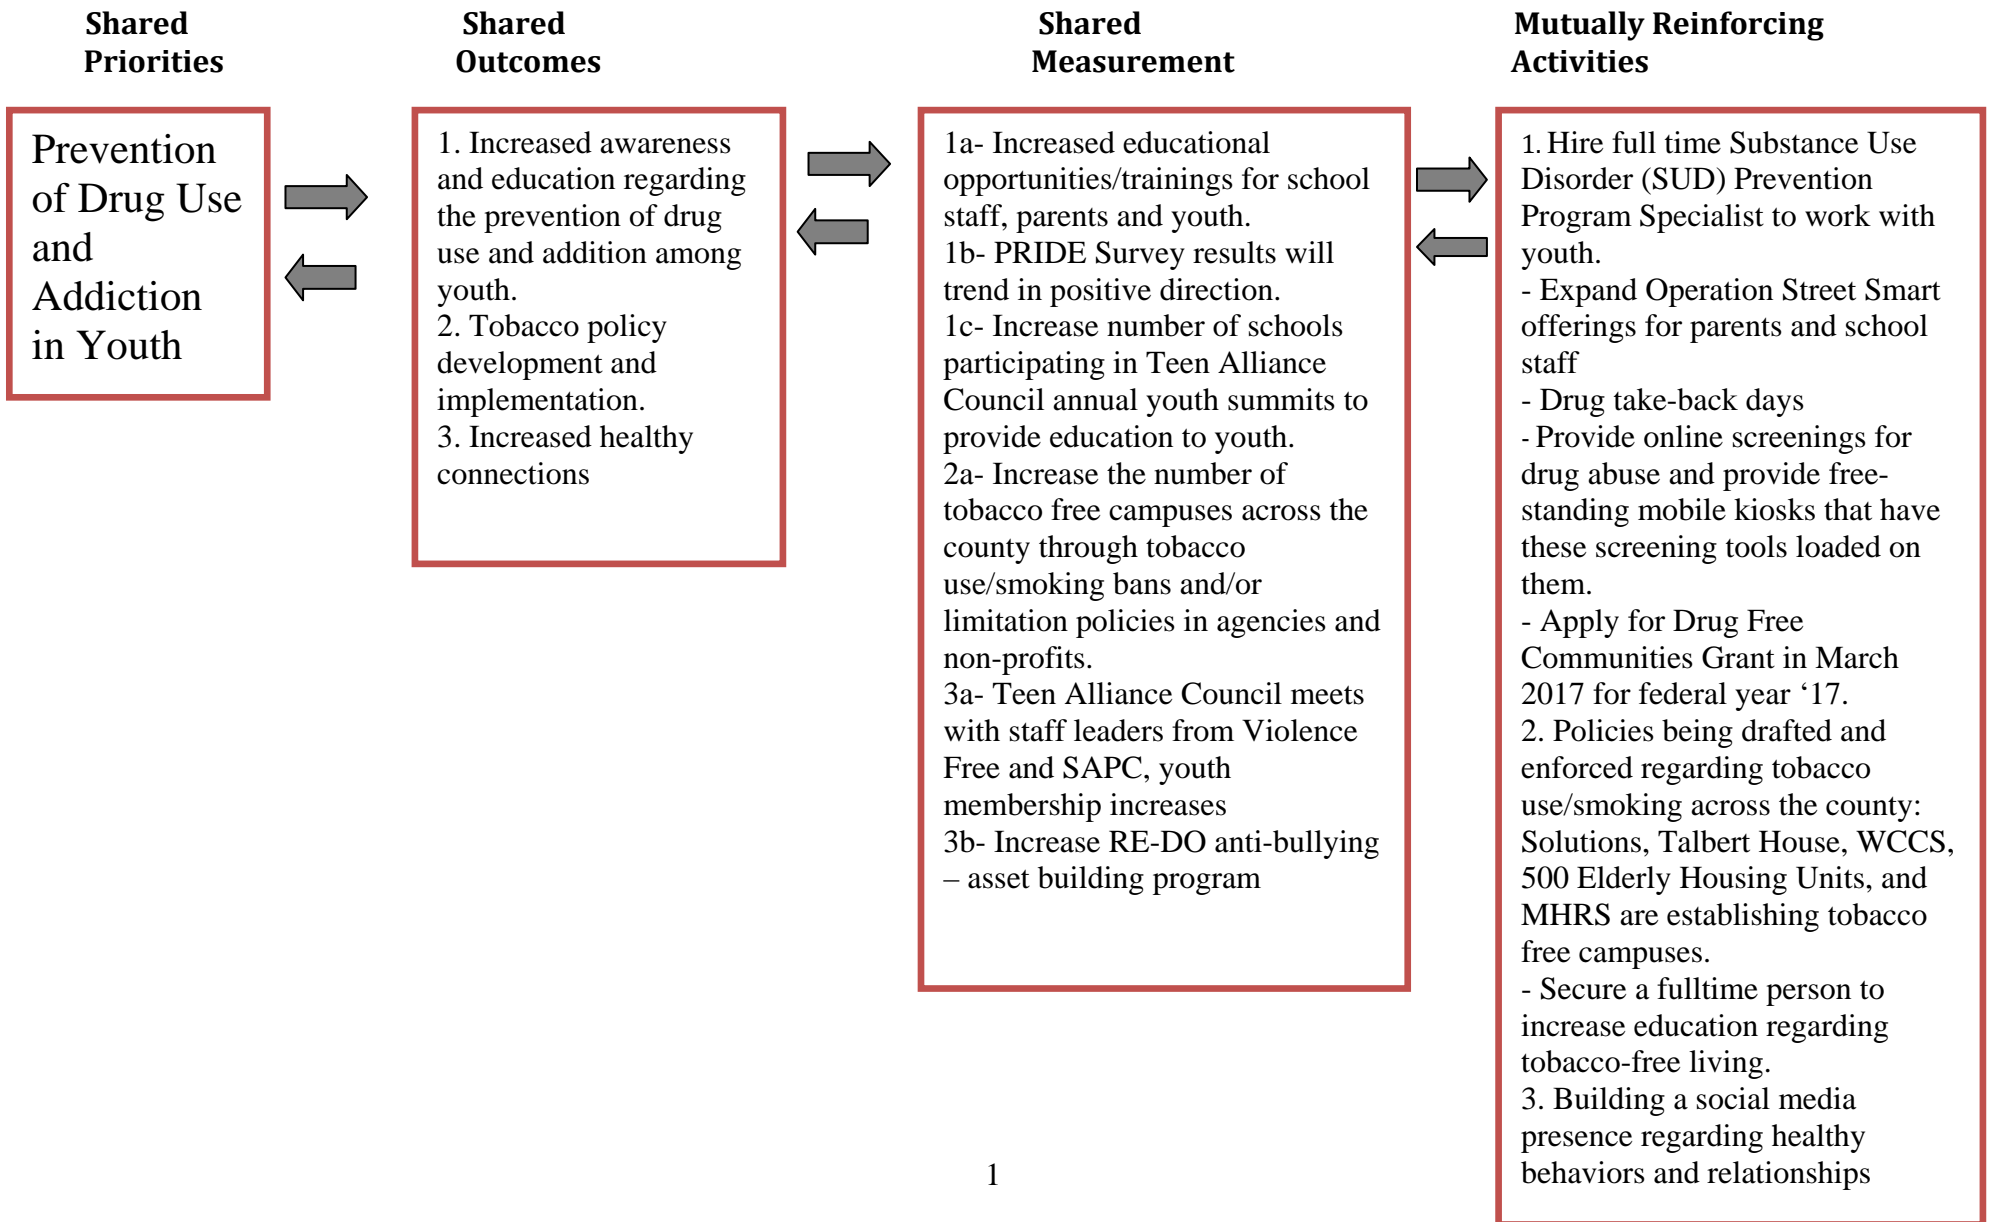 Shared
Priorities
Shared
Outcomes
Shared
Measurement
Mutually Reinforcing
Activities
Prevention
of Drug Use
and
Addiction
in Youth
1. Increased awareness
and education regarding
the prevention of drug
use and addition among
youth.
2. Tobacco policy
development and
implementation.
3. Increased healthy
connections
1a- Increased educational
opportunities/trainings for school
staff, parents and youth.
1b- PRIDE Survey results will
trend in positive direction.
1c- Increase number of schools
participating in Teen Alliance
Council annual youth summits to
provide education to youth.
2a- Increase the number of
tobacco free campuses across the
county through tobacco
use/smoking bans and/or
limitation policies in agencies and
non-profits.
3a- Teen Alliance Council meets
with staff leaders from Violence
Free and SAPC, youth
membership increases
3b- Increase RE-DO anti-bullying
– asset building program
1. Hire full time Substance Use
Disorder (SUD) Prevention
Program Specialist to work with
youth.
- Expand Operation Street Smart
offerings for parents and school
staff
- Drug take-back days
- Provide online screenings for
drug abuse and provide free-
standing mobile kiosks that have
these screening tools loaded on
them.
- Apply for Drug Free
Communities Grant in March
2017 for federal year ‘17.
2. Policies being drafted and
enforced regarding tobacco
use/smoking across the county:
Solutions, Talbert House, WCCS,
500 Elderly Housing Units, and
MHRS are establishing tobacco
free campuses.
- Secure a fulltime person to
increase education regarding
tobacco-free living.
3. Building a social media
presence regarding healthy
behaviors and relationships
1